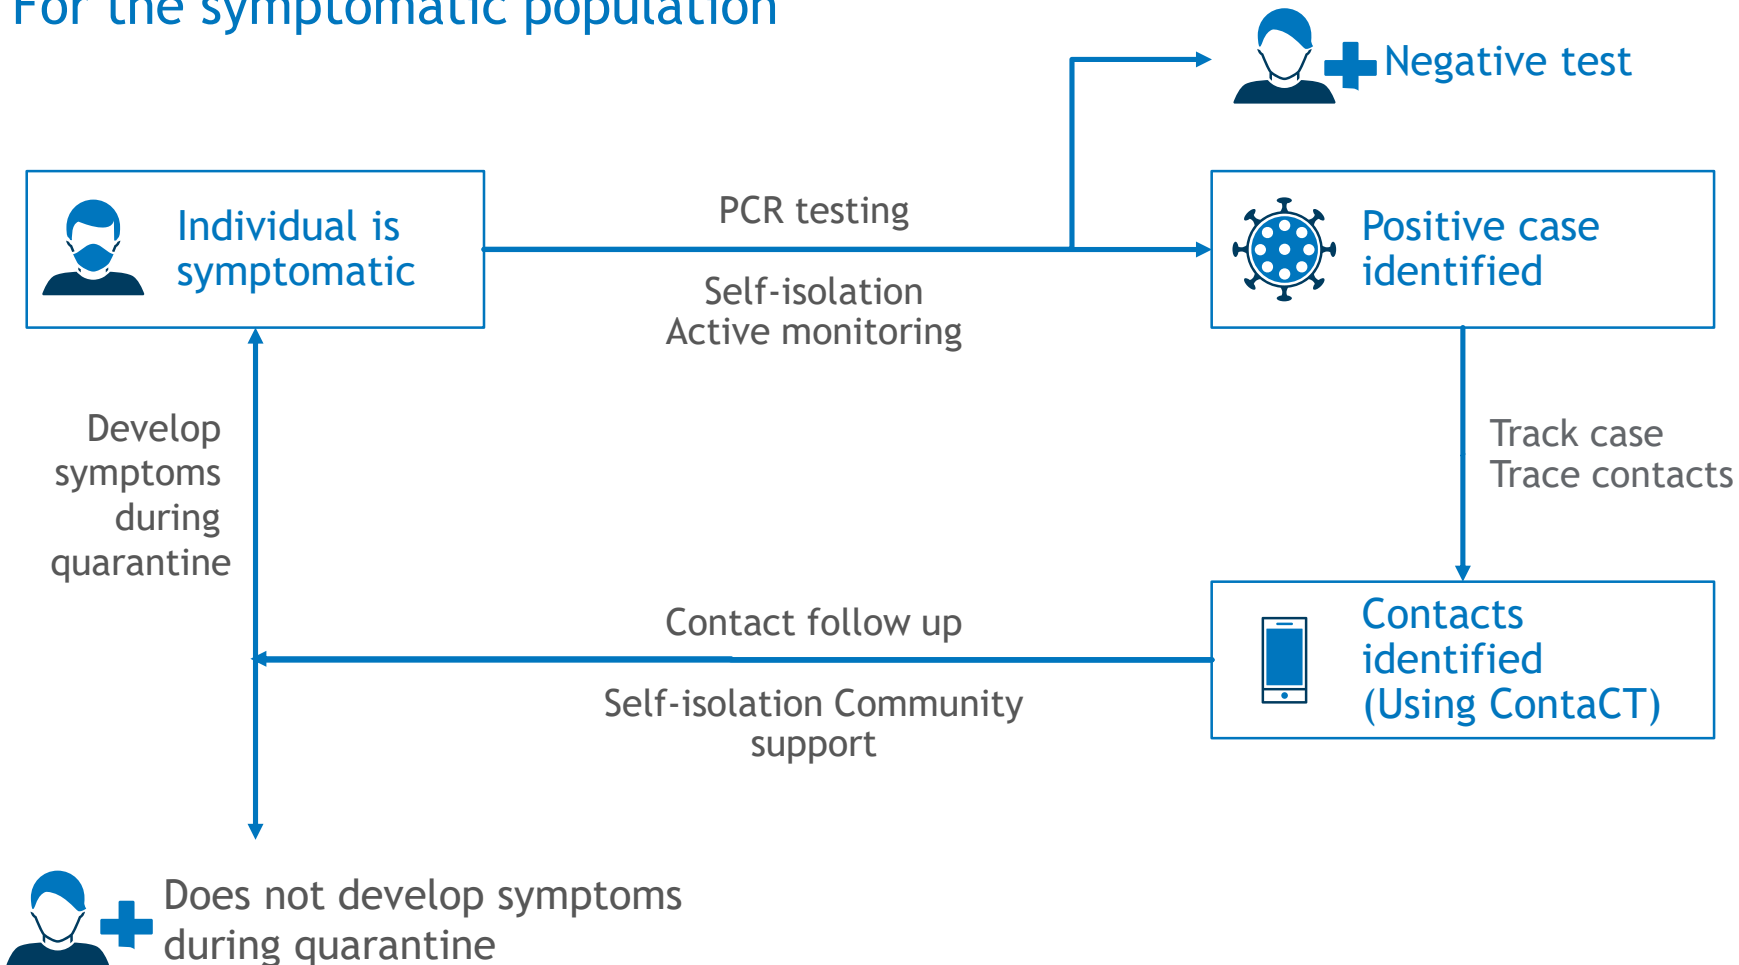 For the symptomatic population
Negative test
Individual is
symptomatic
PCR testing
Self-isolation
Active monitoring
Positive case
identified
Develop
symptoms
during
quarantine
Track case
Trace contacts
Contact follow up
Self-isolation Community
support
Contacts
identified
(Using ContaCT)
Does not develop symptoms
during quarantine